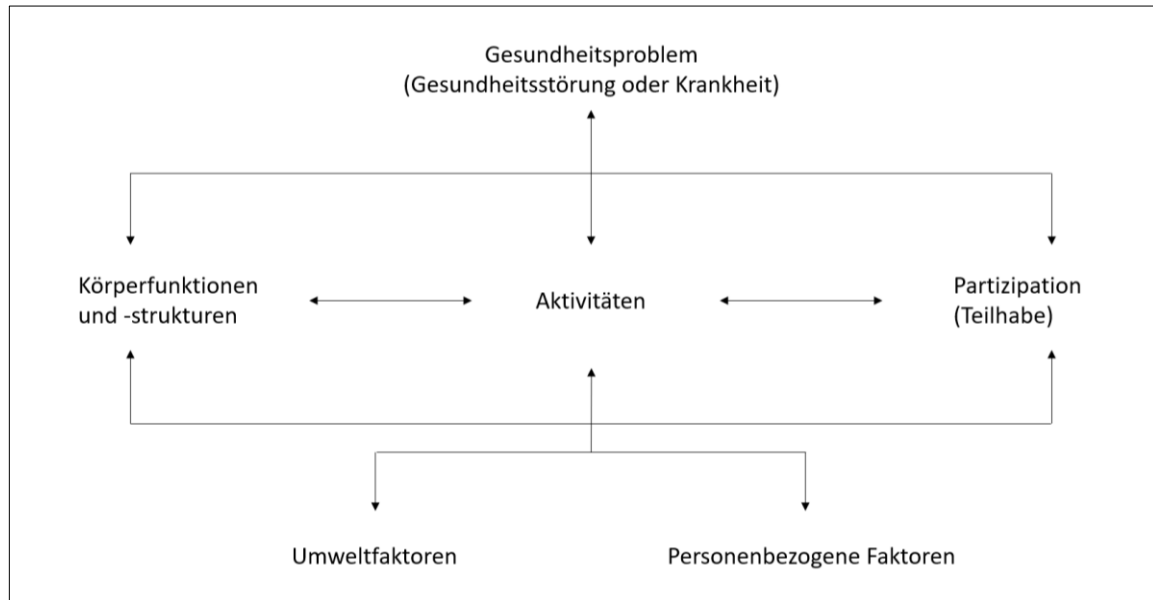 Gesundheitsproblem
(Gesundheitsstörung oder Krankheit)
Körperfunktionen
und -strukturen
Aktivitäten
Partizipation
(Teilhabe)
Umweltfaktoren
Personenbezogene Faktoren